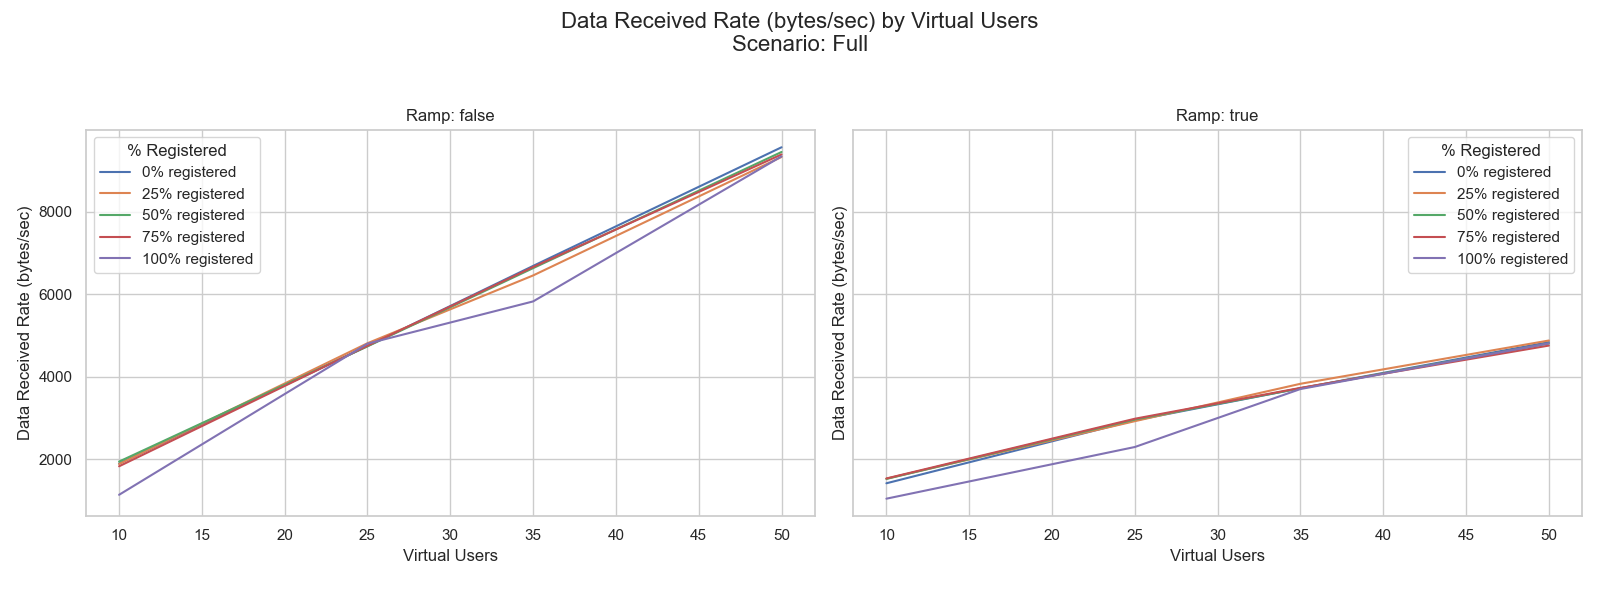 Data Received Rate (bytes/sec) by Virtual Users
Scenario: Full
Ramp: false
% Registered
0% registered
25% registered
50% registered
75% registered
100% registered
Data Received Rate (bytes/sec)
8000
6000
4000
2000
10 15 20 25 30 35 40 45 50
Virtual Users
Ramp: true
% Registered
0% registered
25% registered
50% registered
75% registered
100% registered
Data Received Rate (bytes/sec)
10 15 20 25 30 35 40 45 50
Virtual Users